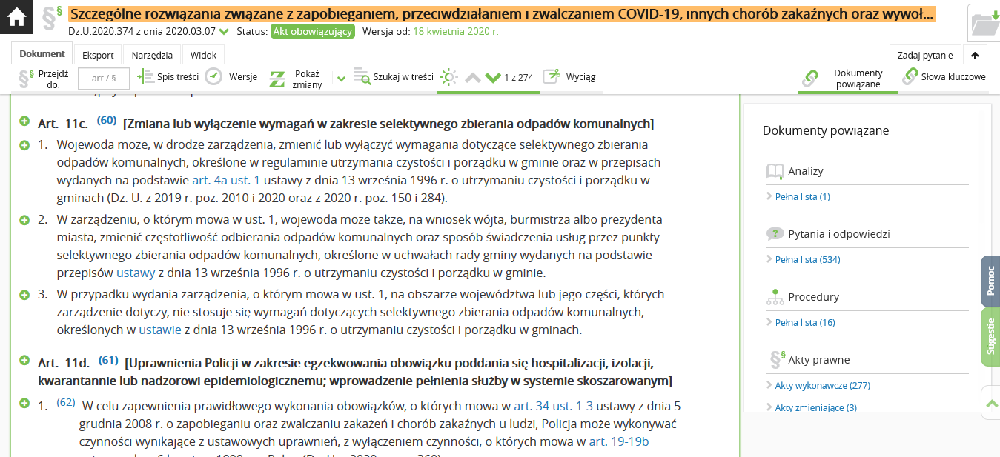 §§ Szczególne rozwiązania związane z zapobieganiem, przeciwdziałaniem i zwalczaniem COVID-19, innych chorób zakaźnych oraz wywoł...
Dz.U.2020.374 z dnia 2020.03.07 Status: Akt obowiązujący Wersja od: 18 kwietnia 2020 r.
Dokument Eksport Narzędzia Widok Zadaj pytanie
§§ Przejdź do: art / § Spis treści Wersje Pokaż zmiany Szukaj w treści 1 z 274 Wyciąg Dokumenty powiązane Słowa kluczowe
Art. 11c. (60) [Zmiana lub wyłączenie wymagań w zakresie selektywnego zbierania odpadów komunalnych]
1. Wojewoda może, w drodze zarządzenia, zmienić lub wyłączyć wymagania dotyczące selektywnego zbierania
odpadów komunalnych, określone w regulaminie utrzymania czystości i porządku w gminie oraz w przepisach
wydanych na podstawie art. 4a ust. 1 ustawy z dnia 13 września 1996 r. o utrzymaniu czystości i porządku w
gminach (Dz. U. z 2019 r. poz. 2010 i 2020 oraz z 2020 r. poz. 150 i 284).
2. W zarządzeniu, o którym mowa w ust. 1, wojewoda może także, na wniosek wójta, burmistrza albo prezydenta
miasta, zmienić częstotliwość odbierania odpadów komunalnych oraz sposób świadczenia usług przez punkty
selektywnego zbierania odpadów komunalnych, określone w uchwałach rady gminy wydanych na podstawie
przepisów ustawy z dnia 13 września 1996 r. o utrzymaniu czystości i porządku w gminie.
3. W przypadku wydania zarządzenia, o którym mowa w ust. 1, na obszarze województwa lub jego części, których
zarządzenie dotyczy, nie stosuje się wymagań dotyczących selektywnego zbierania odpadów komunalnych,
określonych w ustawie z dnia 13 września 1996 r. o utrzymaniu czystości i porządku w gminach.
Art. 11d. (61) [Uprawnienia Policji w zakresie egzekwowania obowiązku poddania się hospitalizacji, izolacji,
kwarantannie lub nadzorowi epidemiologicznemu; wprowadzenie pełnienia służby w systemie skoszarowanym]
1. (62) W celu zapewnienia prawidłowego wykonania obowiązków, o których mowa w art. 34 ust. 1-3 ustawy z dnia 5
grudnia 2008 r. o zapobieganiu oraz zwalczaniu zakażeń i chorób zakaźnych u ludzi, Policja może wykonywać
czynności wynikające z ustawowych uprawnień, z wyłączeniem czynności, o których mowa w art. 19-19b
Dokumenty powiązane
Analizy
Pełna lista (1)
? Pytania i odpowiedzi
Pełna lista (534)
Procedury
Pełna lista (16)
§§ Akty prawne
Akty wykonawcze (277)
Akty zmieniające (3)
Pomoc
Sugestie